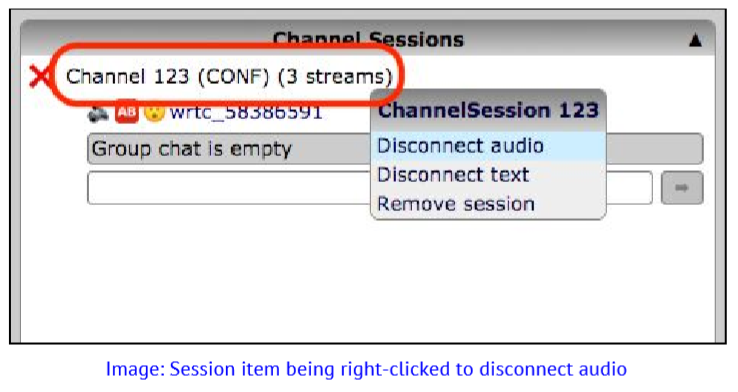 Channel Sessions ▲
Channel 123 (CONF) (3 streams)
AB wrtc_58386591
ChannelSession 123
Group chat is empty
Disconnect audio
Disconnect text
Remove session
Image: Session item being right-clicked to disconnect audio